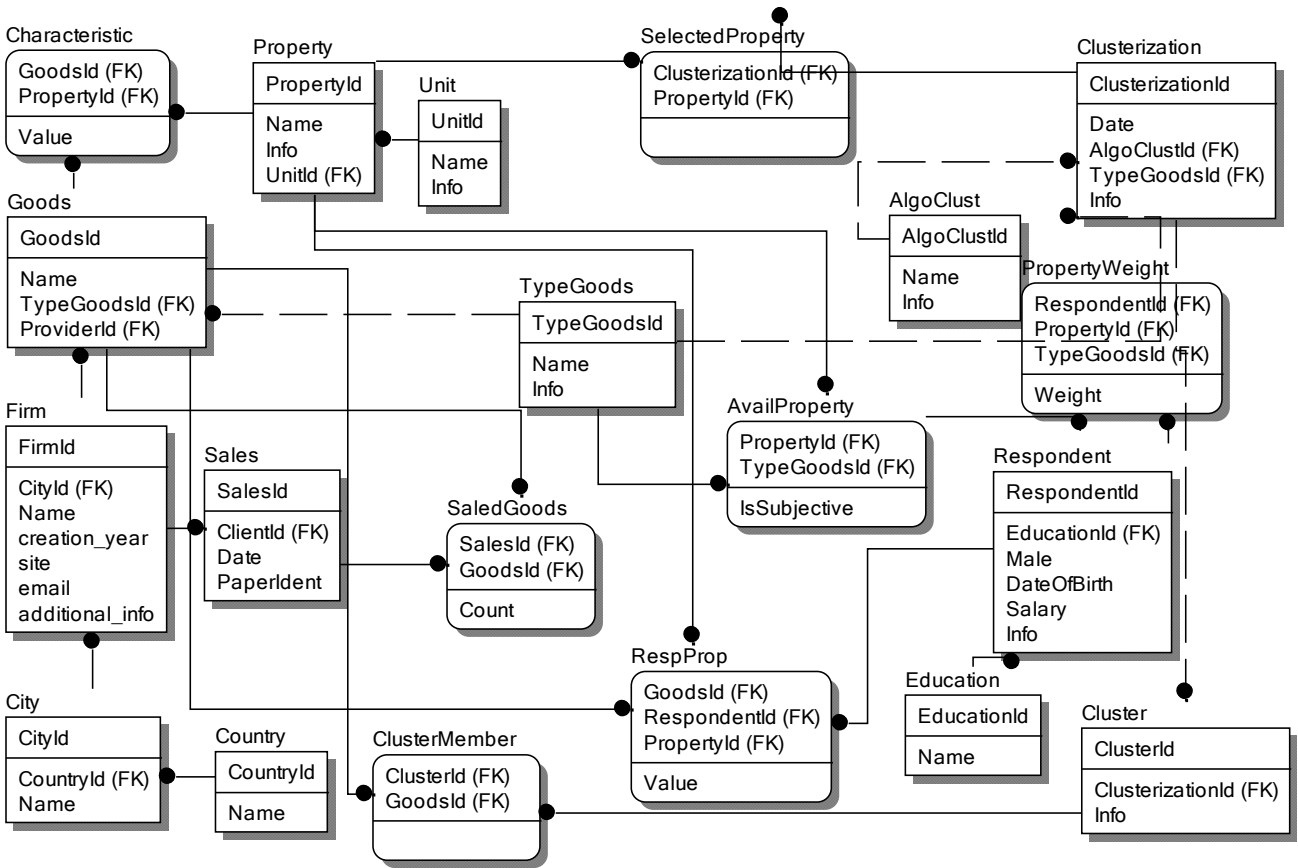 Characteristic
GoodsId (FK)
PropertyId (FK)
Value
Property
PropertyId
Name
Info
UnitId (FK)
Unit
UnitId
Name
Info
SelectedProperty
ClusterizationId (FK)
PropertyId (FK)
Clusterization
ClusterizationId
Date
AlgoClustId (FK)
TypeGoodsId (FK)
Info
Goods
GoodsId
Name
TypeGoodsId (FK)
ProviderId (FK)
AlgoClust
AlgoClustId
Name
Info
TypeGoods
TypeGoodsId
Name
Info
PropertyWeight
RespondentId (FK)
PropertyId (FK)
TypeGoodsId (FK)
Weight
Firm
FirmId
CityId (FK)
Name
creation_year
site
email
additional_info
Sales
SalesId
ClientId (FK)
Date
PaperIdent
SaledGoods
SalesId (FK)
GoodsId (FK)
Count
AvailProperty
PropertyId (FK)
TypeGoodsId (FK)
IsSubjective
Respondent
RespondentId
EducationId (FK)
Male
DateOfBirth
Salary
Info
City
CityId
CountryId (FK)
Name
Country
CountryId
Name
ClusterMember
ClusterId (FK)
GoodsId (FK)
RespProp
GoodsId (FK)
RespondentId (FK)
PropertyId (FK)
Value
Education
EducationId
Name
Cluster
ClusterId
ClusterizationId (FK)
Info